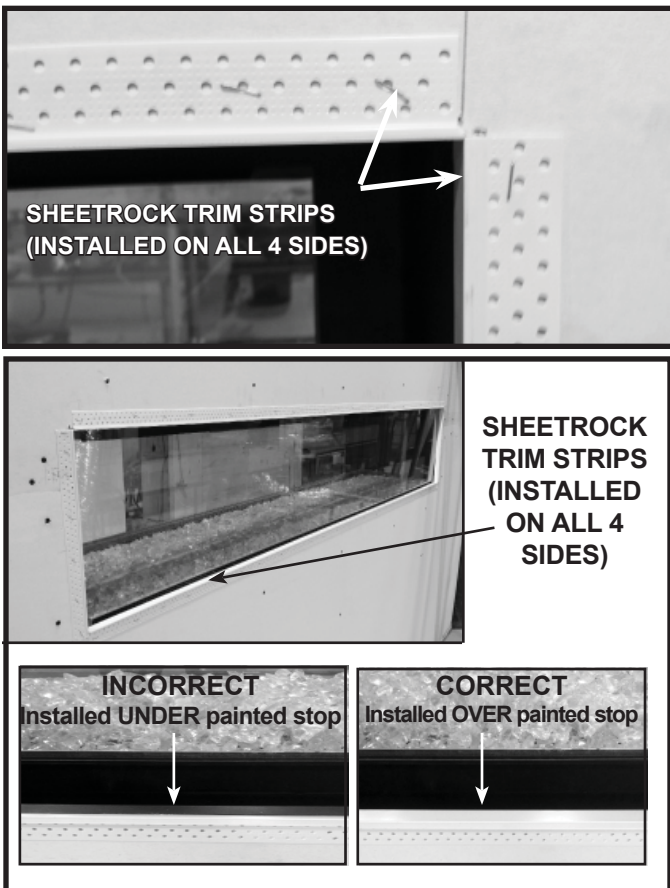 SHEETROCK TRIM STRIPS
(INSTALLED ON ALL 4 SIDES)
SHEETROCK
TRIM STRIPS
(INSTALLED
ON ALL 4
SIDES)
INCORRECT
Installed UNDER painted stop
CORRECT
Installed OVER painted stop